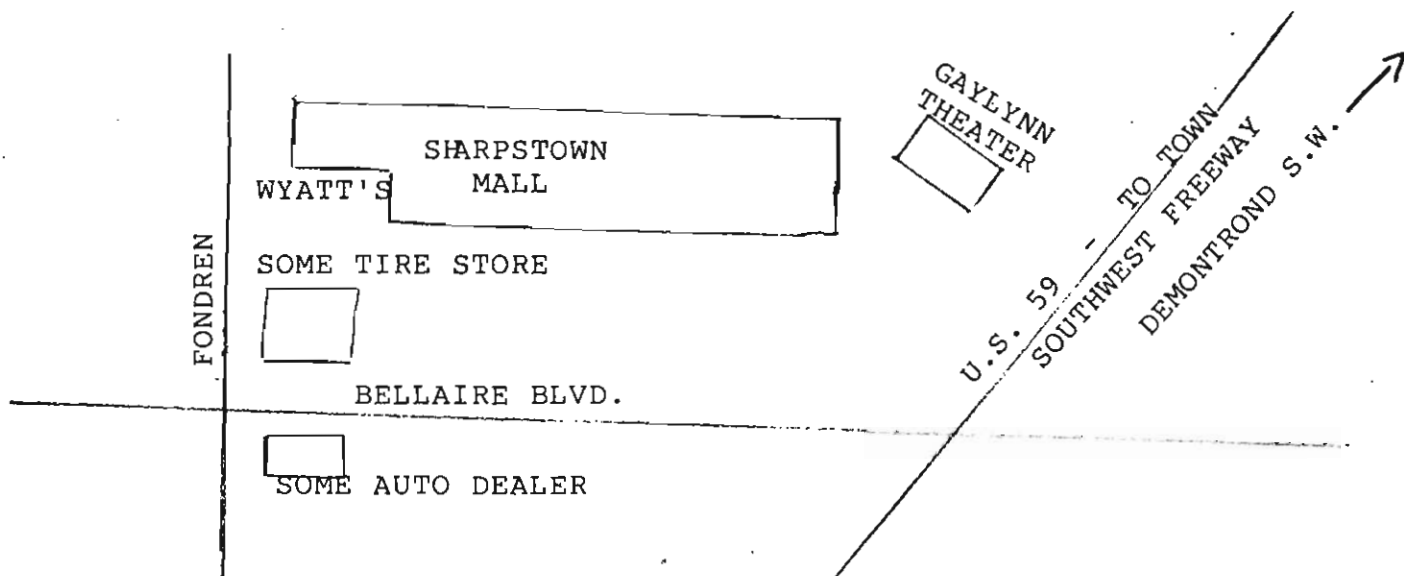 GAYLYNN
THEATER
SHARPSTOWN
MALL
WYATT'S
U.S. 59 - TO TOWN
SOUTHWEST FREEWAY
DEMONTROND S.W.
FONDREN
SOME TIRE STORE
BELLAIRE BLVD.
SOME AUTO DEALER